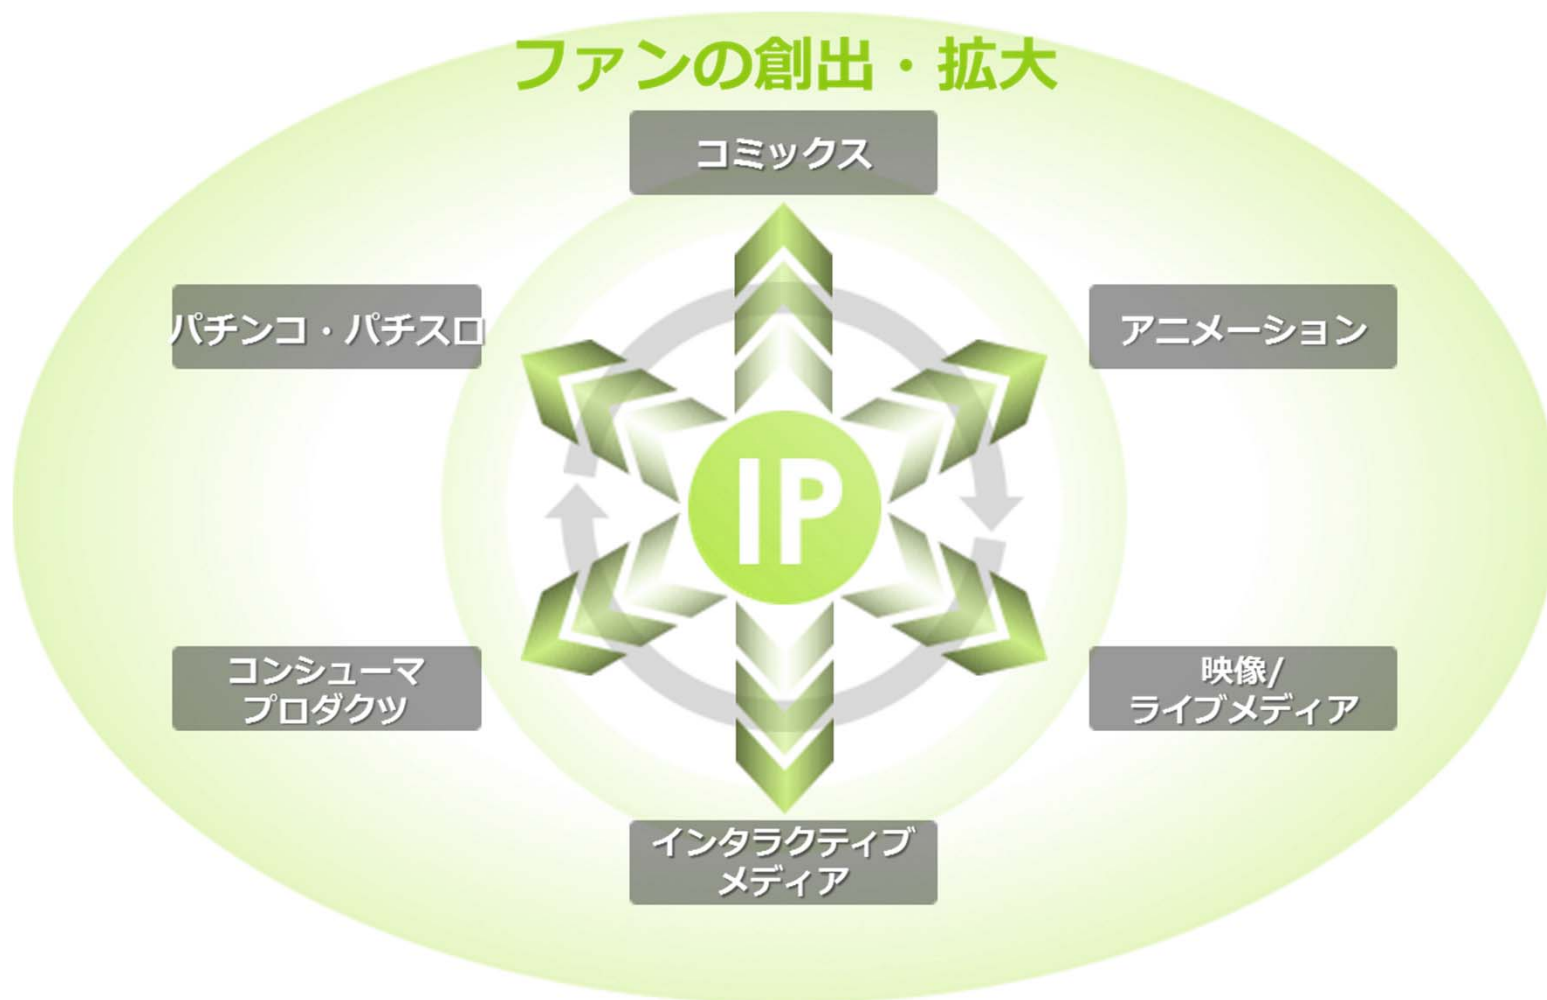 ファンの創出・拡大
コミックス
パチンコ・パチスロ
アニメーション
IP
コンシューマ
プロダクツ
映像/
ライブメディア
インタラクティブ
メディア